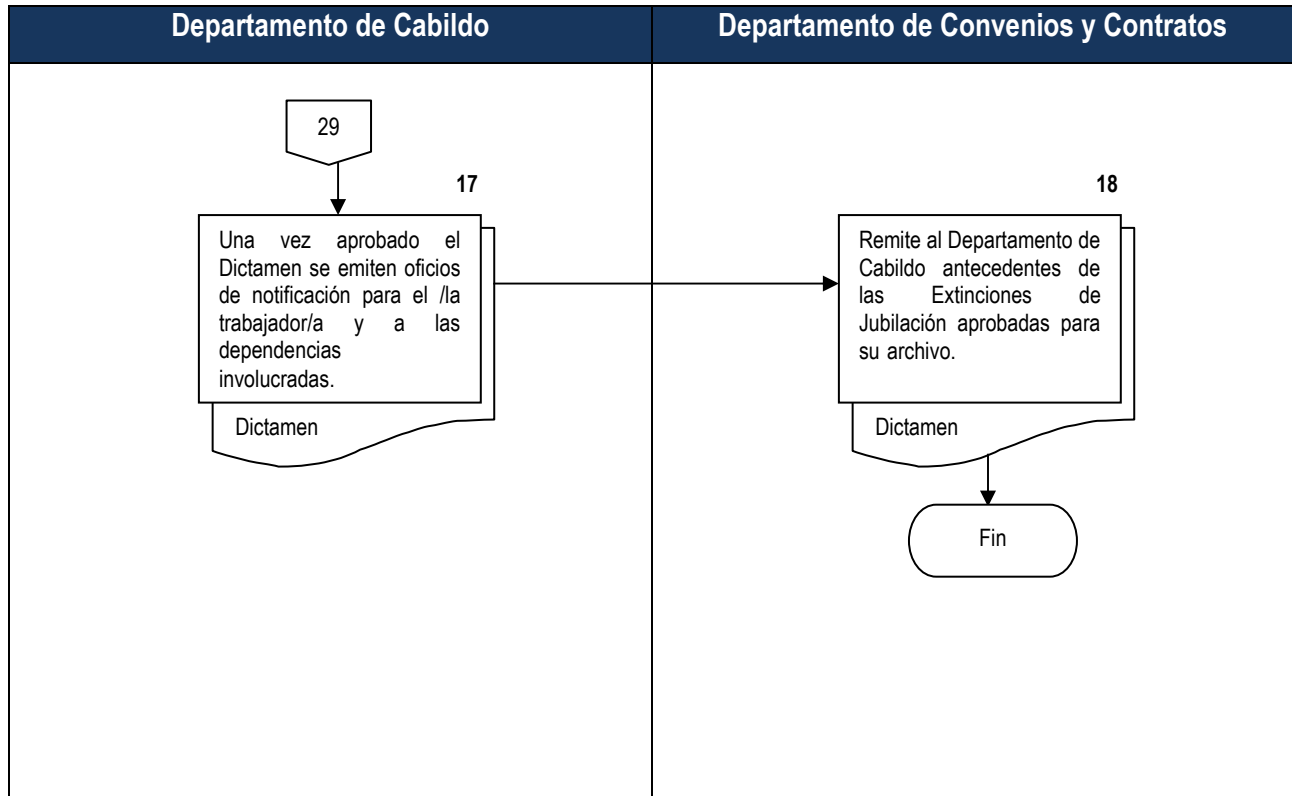 Departamento de Cabildo
Departamento de Convenios y Contratos
29
17
Una vez aprobado el
Dictamen se emiten oficios
de notificación para el /la
trabajador/a y a las
dependencias
involucradas.
Dictamen
18
Remite al Departamento de
Cabildo antecedentes de
las Extinciones de
Jubilación aprobadas para
su archivo.
Dictamen
Fin